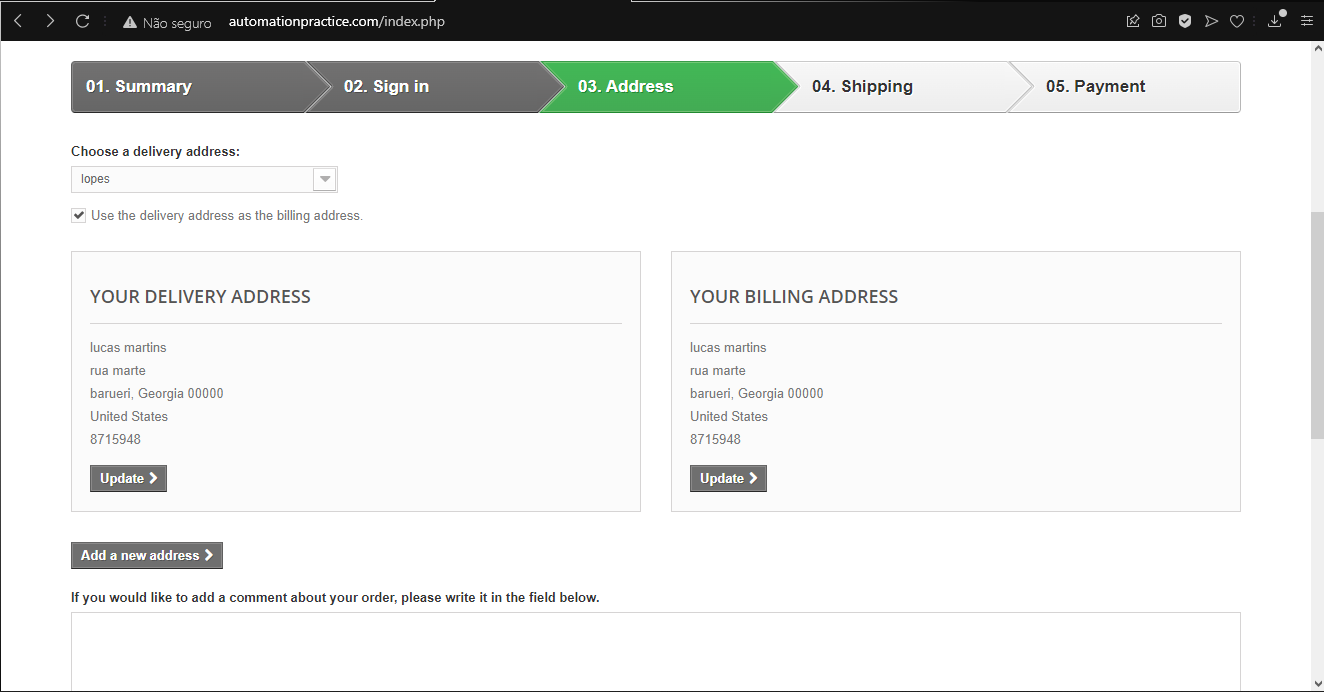 Não seguro automationpractice.com/index.php
01. Summary 02. Sign in 03. Address 04. Shipping 05. Payment
Choose a delivery address:
lopes
Use the delivery address as the billing address.
YOUR DELIVERY ADDRESS
lucas martins
rua marte
barueri, Georgia 00000
United States
8715948
Update
YOUR BILLING ADDRESS
lucas martins
rua marte
barueri, Georgia 00000
United States
8715948
Update
Add a new address
If you would like to add a comment about your order, please write it in the field below.